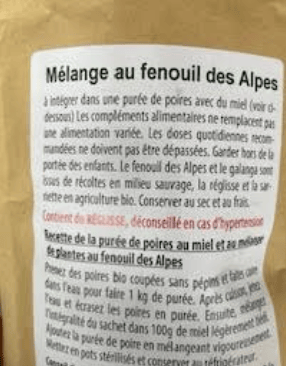 Mélange au fenouil des Alpes
à intégrer dans une purée de poires avec du miel (voir ci-
dessous) Les compléments alimentaires ne remplacent pas
une alimentation variée. Les doses quotidiennes recom-
mandées ne doivent pas être dépassées. Garder hors de la
portée des enfants. Le fenouil des Alpes et le galanga sont
issus de récoltes en milieu sauvage, la réglisse et la sar-
riette en agriculture bio. Conserver au sec et au frais.
Contient du RÉGLISSE, déconseillé en cas d'hypertension
Recette de la purée de poires au miel et au mélange
de plantes au fenouil des Alpes
Prenez des poires bio coupées sans pépins et faites cuire
dans l'eau pour faire 1 kg de purée. Après cuisson, jetez
l'eau et écrasez les poires en purée. Ensuite, mélangez
l'intégralité du sachet dans 100g de miel légèrement tiédi.
Ajoutez la purée de poire en mélangeant vigoureusement.
Mettez en pots stérilisés et conserver au réfrigérateur.